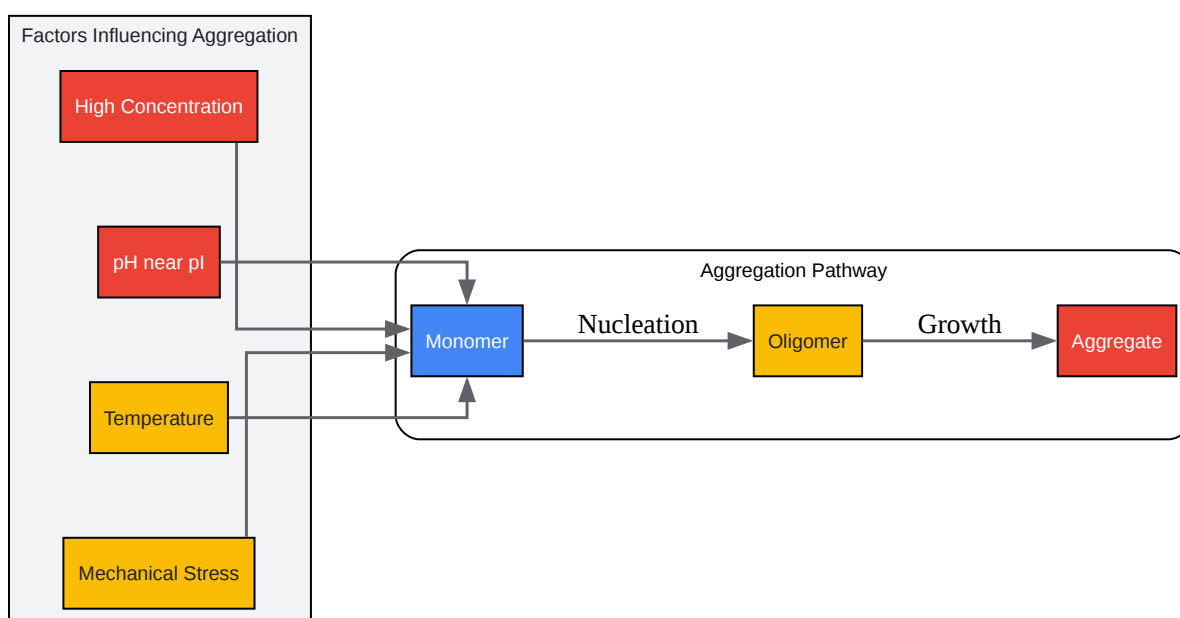 Factors Influencing Aggregation
High Concentration
pH near pI
Temperature
Mechanical Stress
Aggregation Pathway
Monomer
Nucleation
Oligomer
Growth
Aggregate